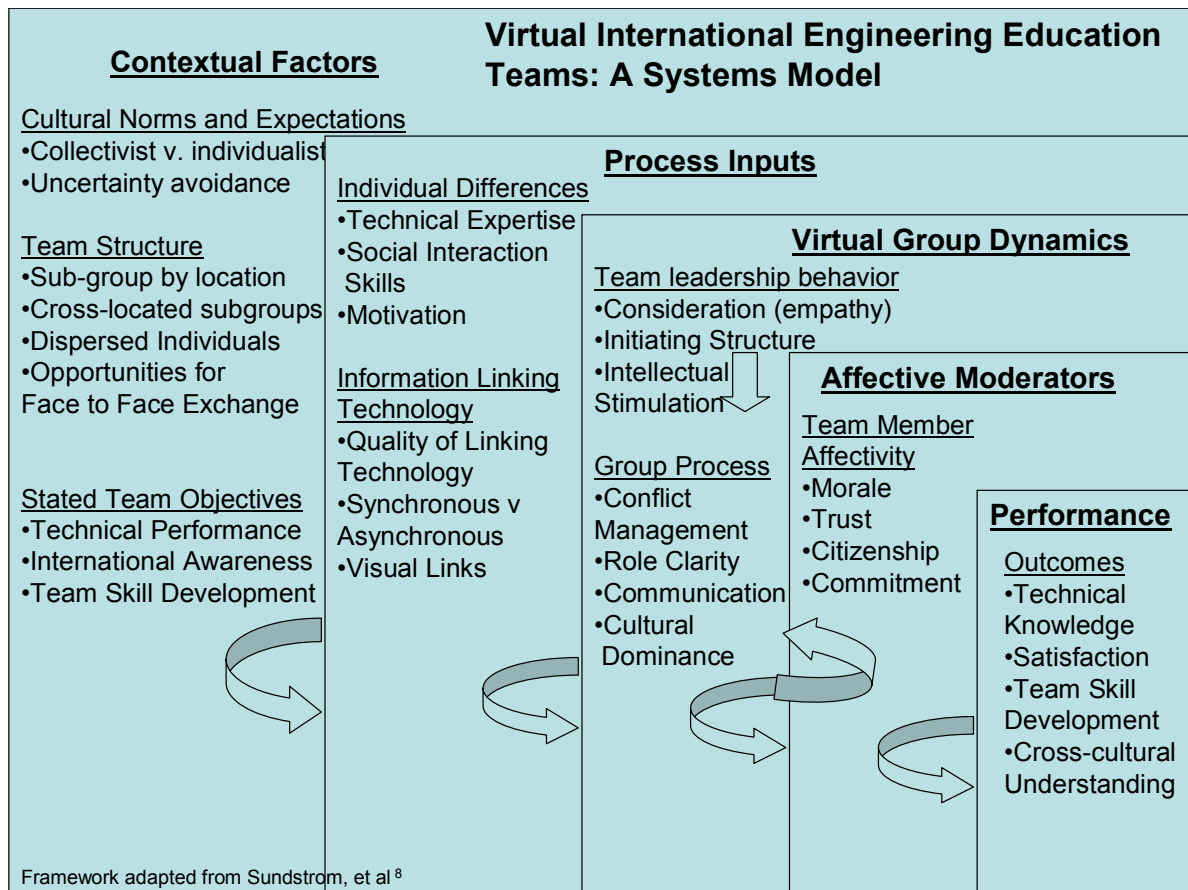 Virtual International Engineering Education
Teams: A Systems Model
Contextual Factors
Cultural Norms and Expectations
•Collectivist v. individualist
•Uncertainty avoidance
Team Structure
•Sub-group by location
•Cross-located subgroups
•Dispersed Individuals
•Opportunities for
Face to Face Exchange
Stated Team Objectives
•Technical Performance
•International Awareness
•Team Skill Development
Process Inputs
Individual Differences
•Technical Expertise
•Social Interaction
Skills
•Motivation
Information Linking
Technology
•Quality of Linking
Technology
•Synchronous v
Asynchronous
•Visual Links
Virtual Group Dynamics
Team leadership behavior
•Consideration (empathy)
•Initiating Structure
•Intellectual
Stimulation
Group Process
•Conflict
Management
•Role Clarity
•Communication
•Cultural
Dominance
Affective Moderators
Team Member
Affectivity
•Morale
•Trust
•Citizenship
•Commitment
Performance
Outcomes
•Technical
Knowledge
•Satisfaction
•Team Skill
Development
•Cross-cultural
Understanding
Framework adapted from Sundstrom, et al 8